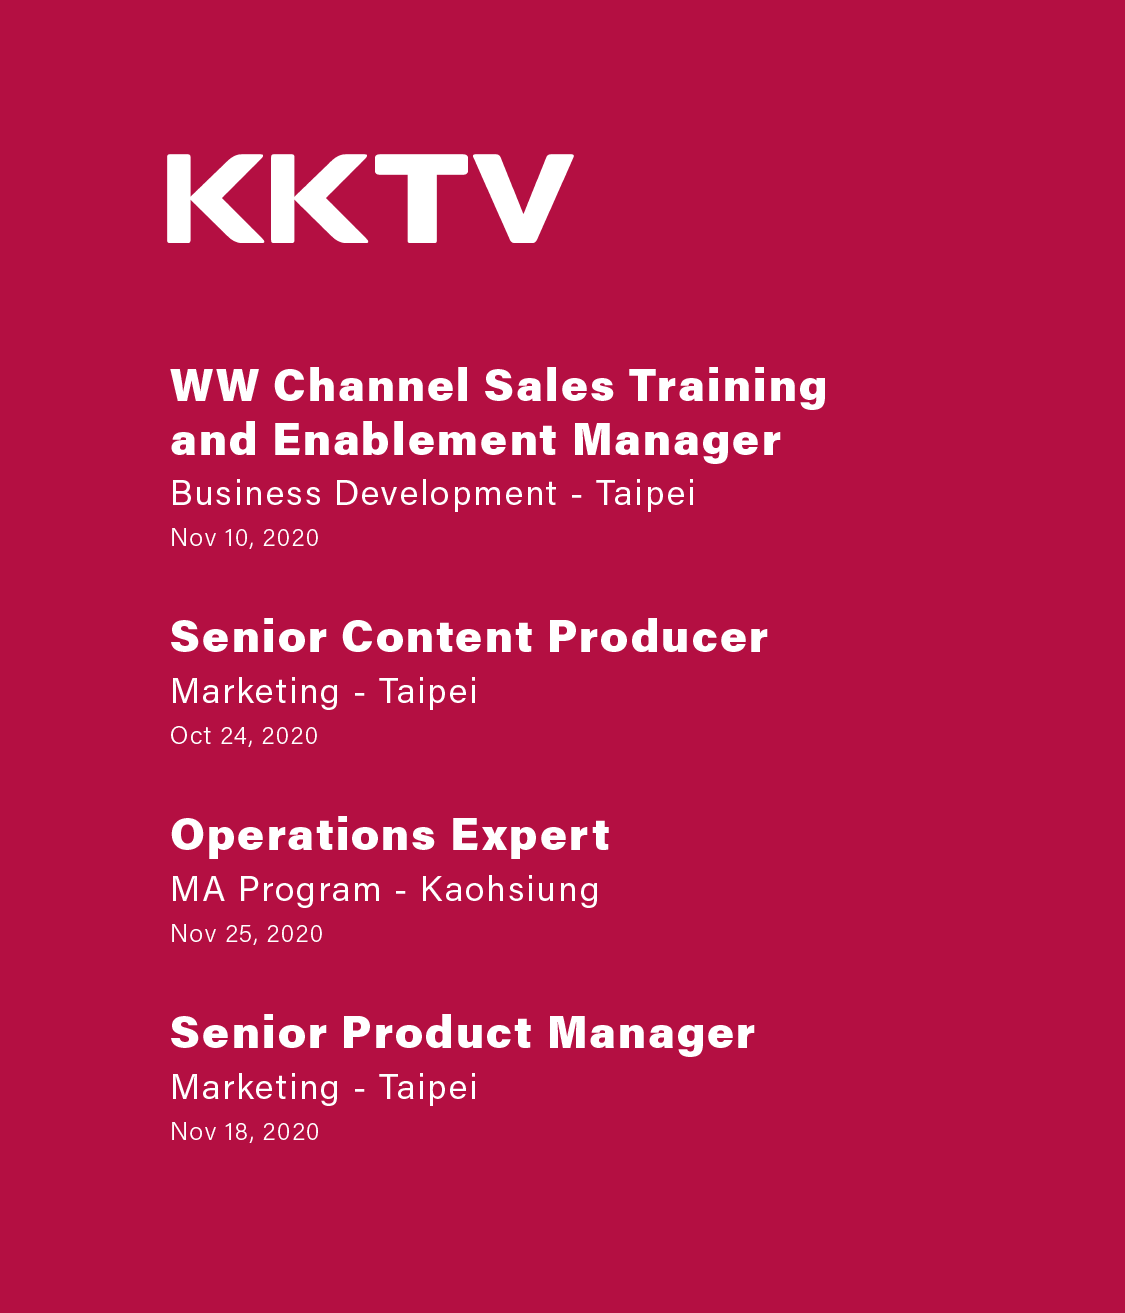 KKTV
WW Channel Sales Training
and Enablement Manager
Business Development - Taipei
Nov 10, 2020
Senior Content Producer
Marketing - Taipei
Oct 24, 2020
Operations Expert
MA Program - Kaohsiung
Nov 25, 2020
Senior Product Manager
Marketing - Taipei
Nov 18, 2020